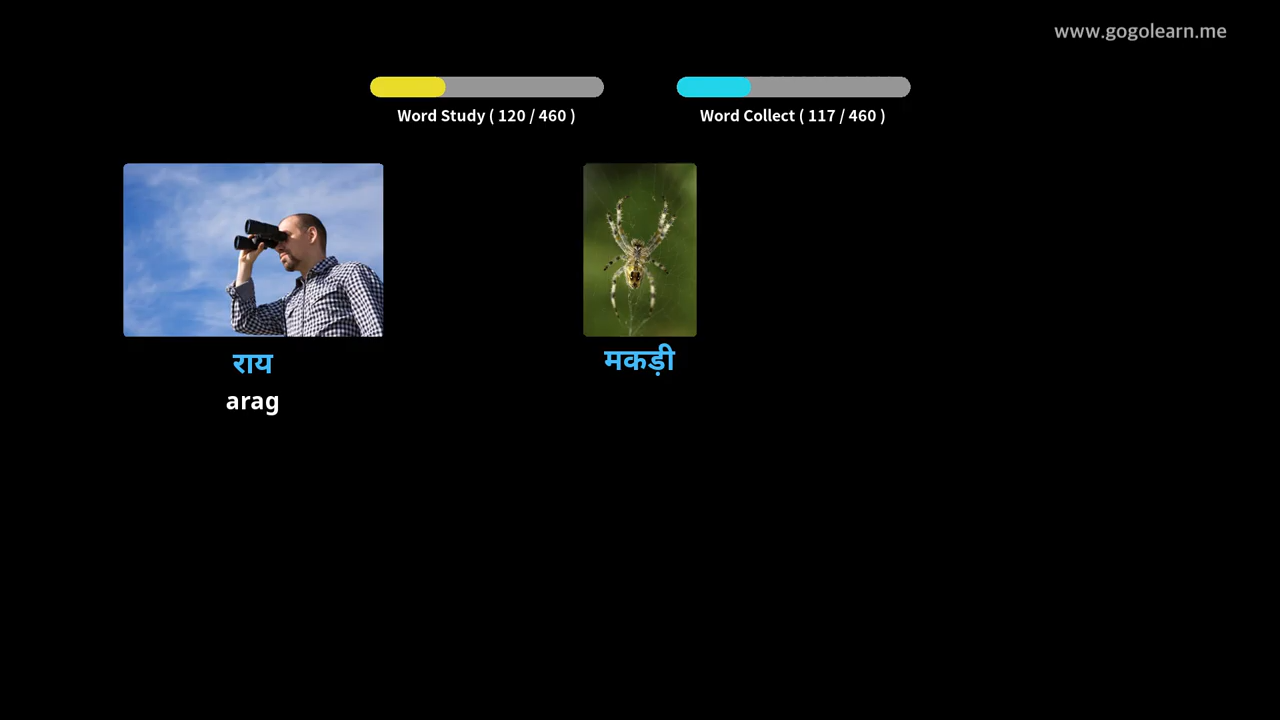 www.gogolearn.me
Word Study ( 120 / 460 )
Word Collect ( 117 / 460 )
राय
arag
मकड़ी